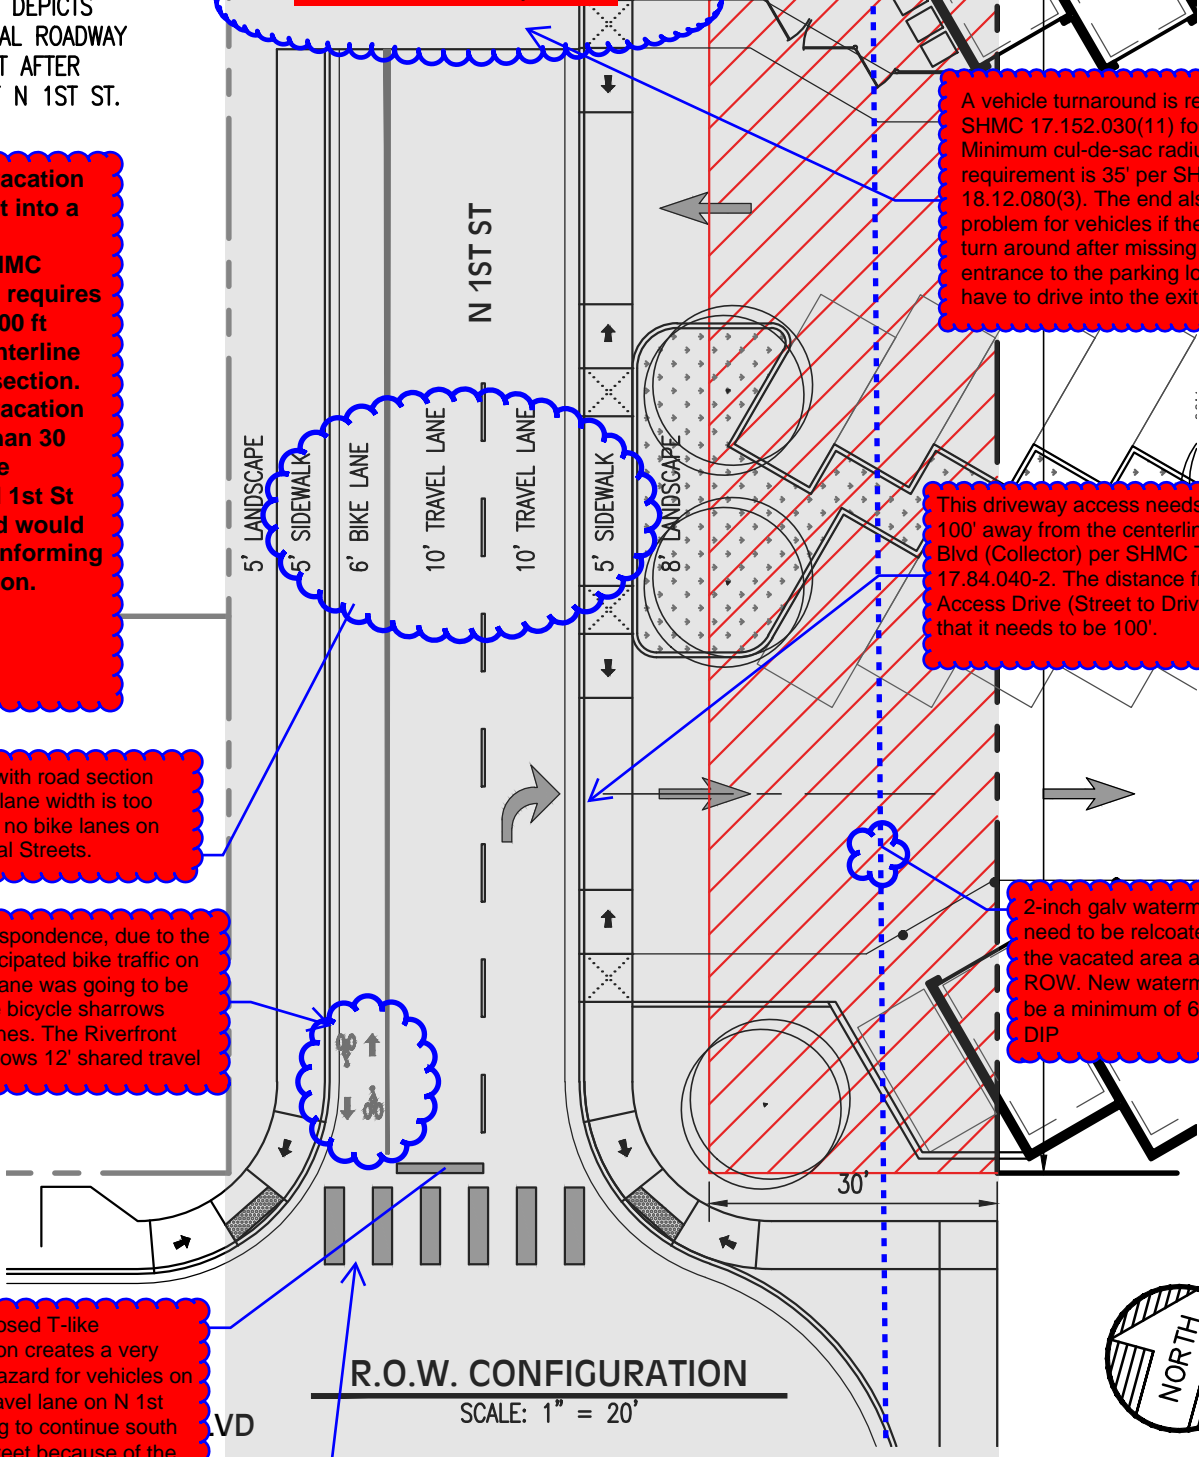 DEPICTS
AL ROADWAY
T AFTER
N 1ST ST.
acation
t into a
HMC
requires
00 ft
nterline
section.
acation
han 30
e
1st St
d would
nforming
on.
with road section
lane width is too
no bike lanes on
al Streets.
spondence, due to the
cipated bike traffic on
ane was going to be
e bicycle sharrows
nes. The Riverfront
ows 12' shared travel
osed T-like
on creates a very
azard for vehicles on
avel lane on N 1st
g to continue south
reet because of the
LVD
N 1ST ST
5' LANDSCAPE
5' SIDEWALK
6' BIKE LANE
10' TRAVEL LANE
10' TRAVEL LANE
5' SIDEWALK
8' LANDSCAPE
A vehicle turnaround is re
SHMC 17.152.030(11) fo
Minimum cul-de-sac radiu
requirement is 35' per SH
18.12.080(3). The end als
problem for vehicles if the
turn around after missing
entrance to the parking lo
have to drive into the exit
This driveway access needs
100' away from the centerlin
Blvd (Collector) per SHMC
17.84.040-2. The distance f
Access Drive (Street to Driv
that it needs to be 100'.
2-inch galv waterm
need to be relcoate
the vacated area a
ROW. New waterm
be a minimum of 6
DIP
30'
R.O.W. CONFIGURATION
SCALE: 1" = 20'
NORTH